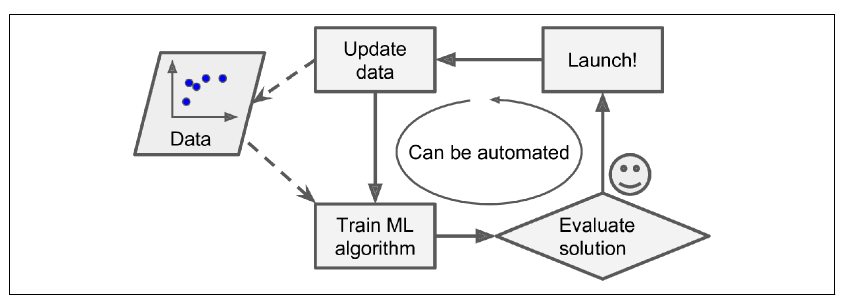 Update
data
Launch!
Data
Can be automated
Train ML
algorithm
Evaluate
solution